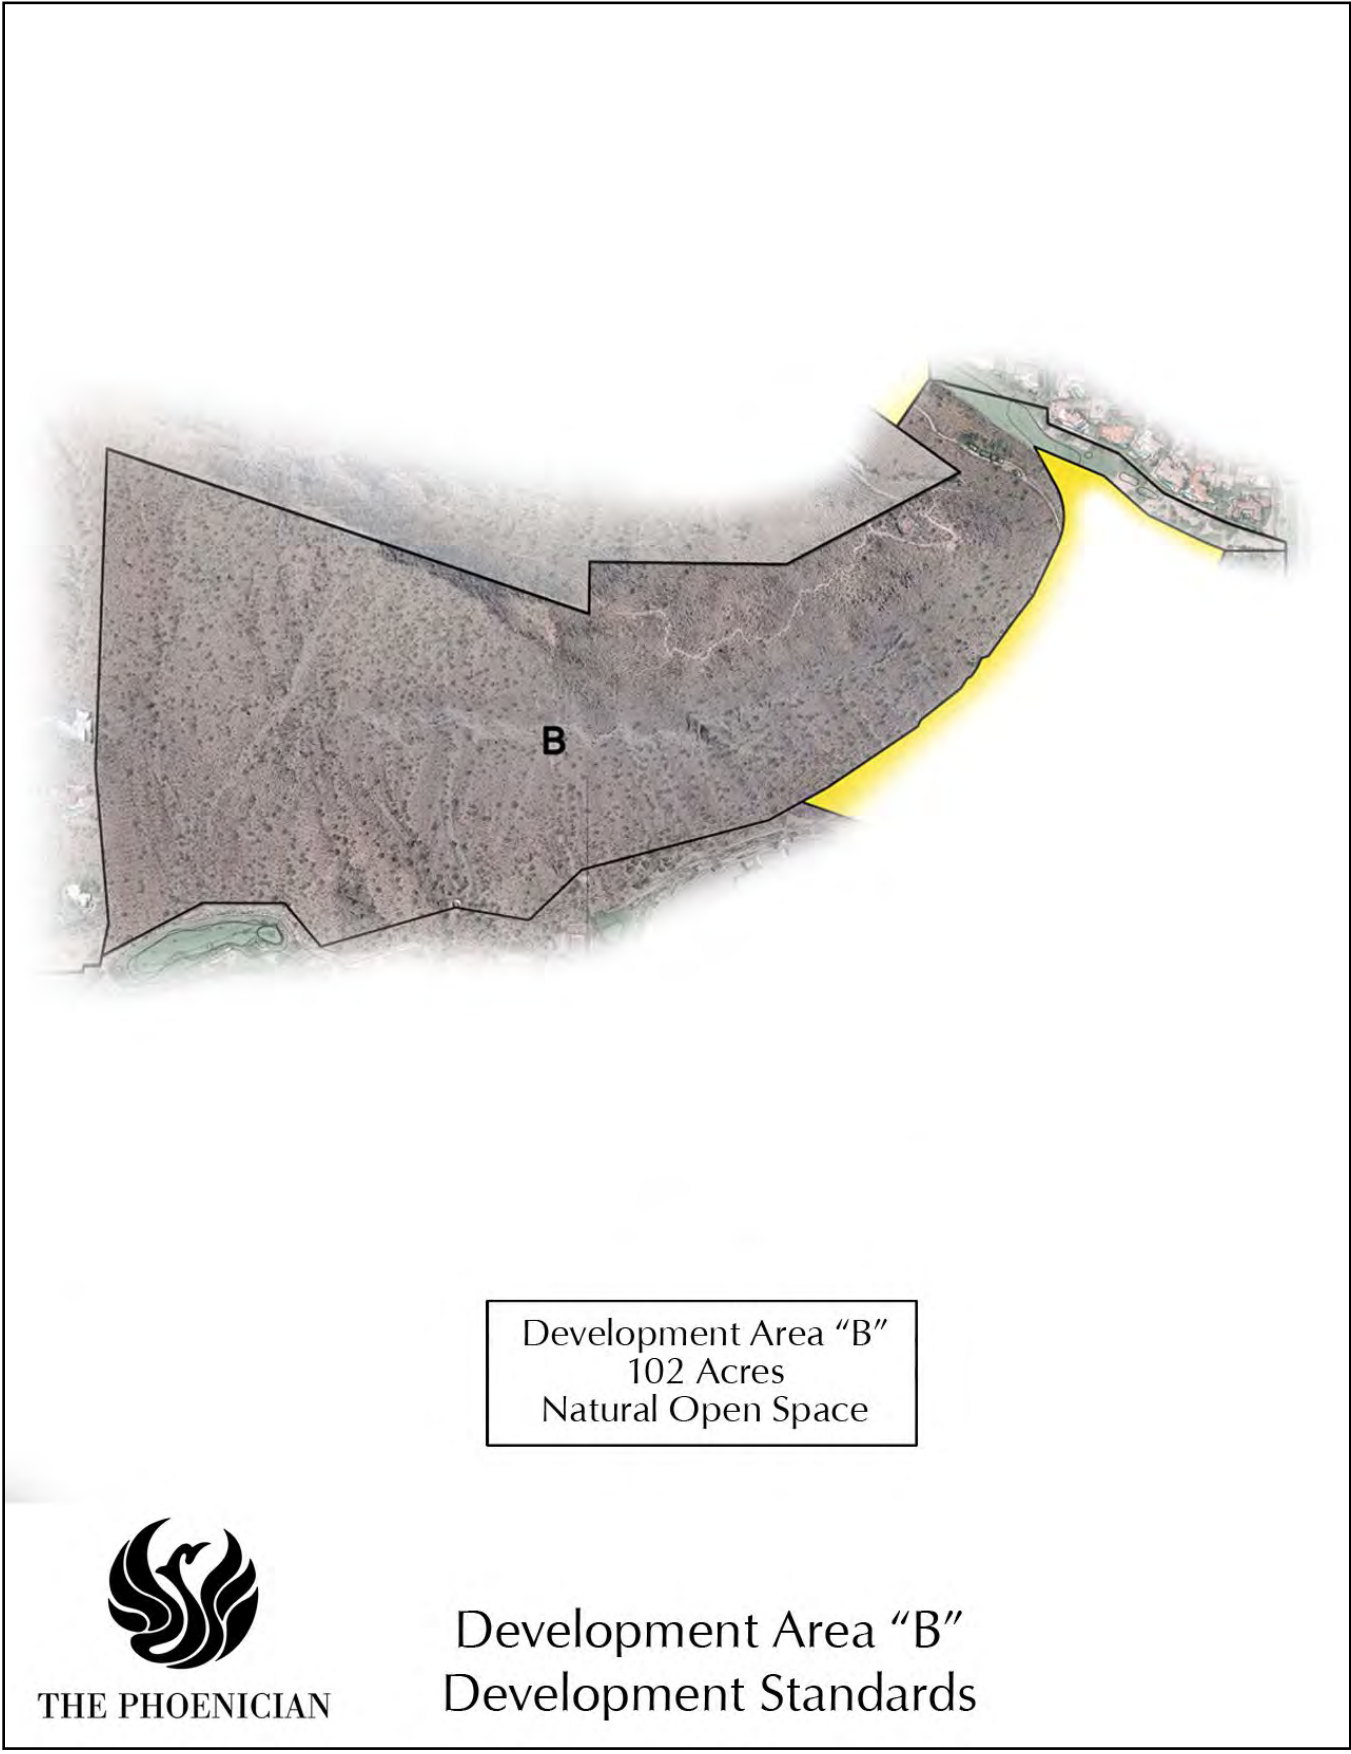 B
Development Area “B”
102 Acres
Natural Open Space
THE PHOENICIAN
Development Area “B”
Development Standards